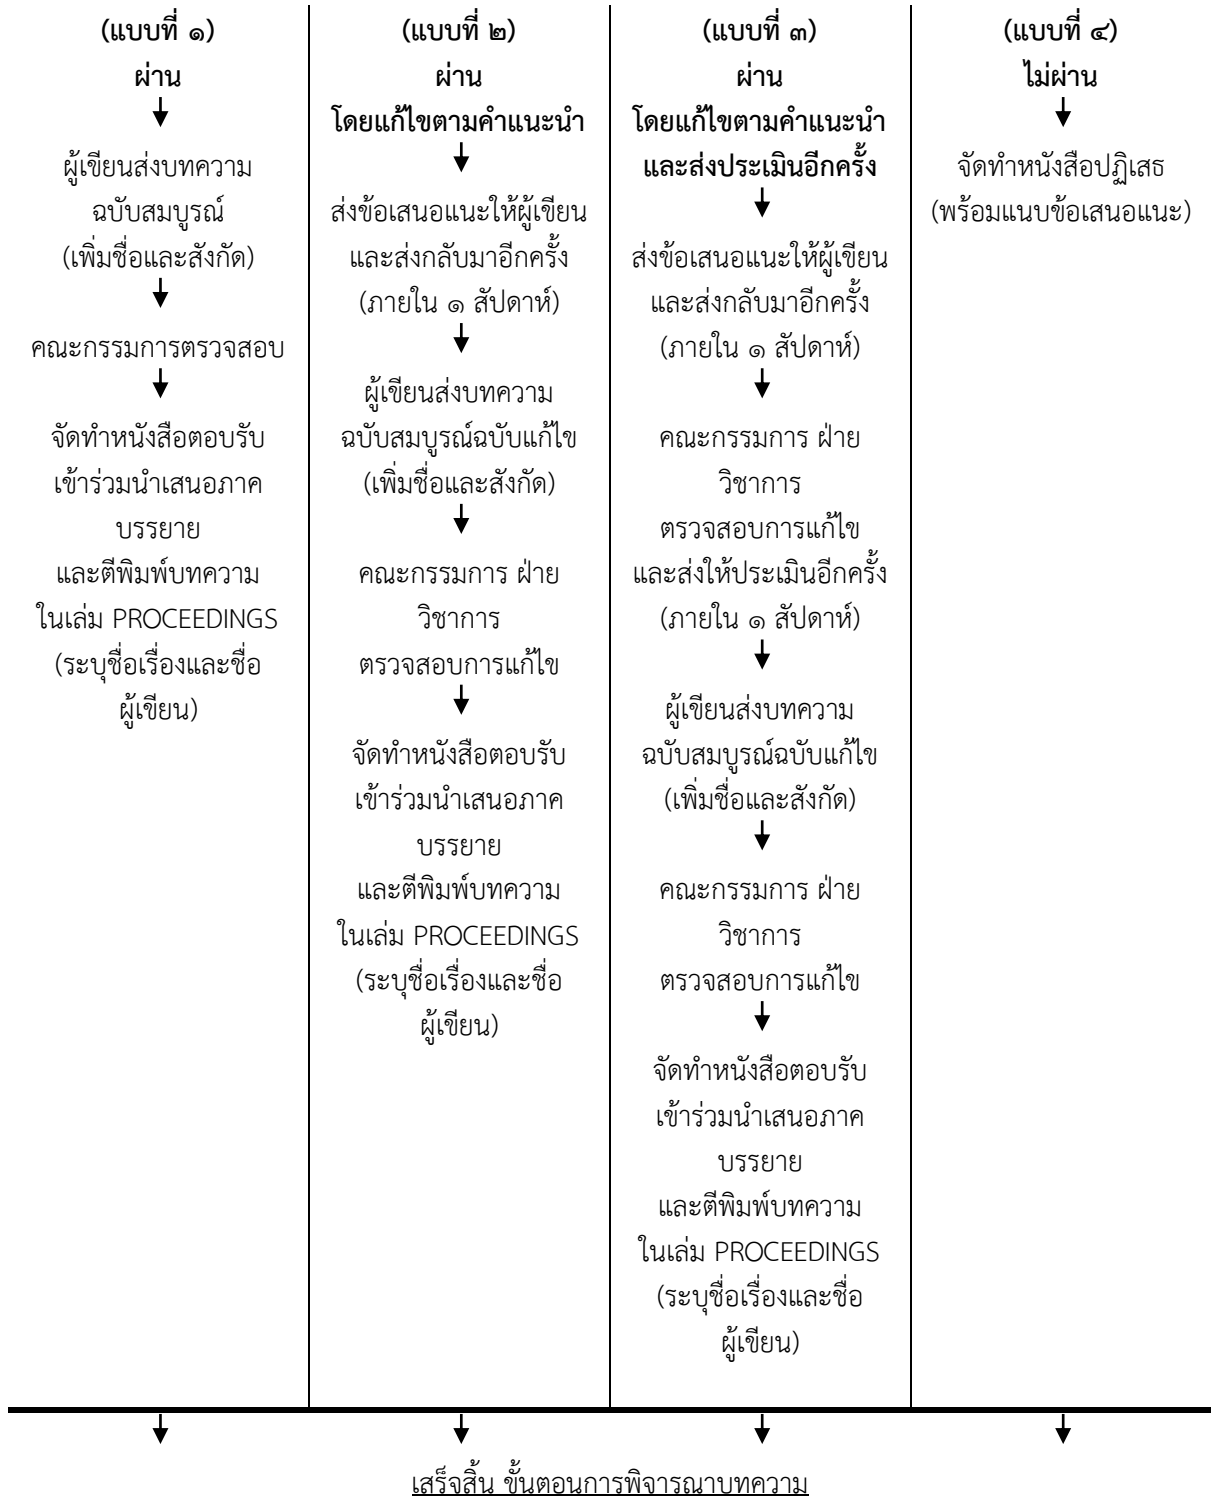 (แบบที่ ๑)
ผ่าน
ผู้เขียนส่งบทความ
ฉบับสมบูรณ์
(เพิ่มชื่อและสังกัด)
คณะกรรมการตรวจสอบ
จัดทำหนังสือตอบรับ
เข้าร่วมนำเสนอภาค
บรรยาย
และตีพิมพ์บทความ
ในเล่ม PROCEEDINGS
(ระบุชื่อเรื่องและชื่อ
ผู้เขียน)
(แบบที่ ๒)
ผ่าน
โดยแก้ไขตามคำแนะนำ
ส่งข้อเสนอแนะให้ผู้เขียน
และส่งกลับมาอีกครั้ง
(ภายใน ๑ สัปดาห์)
ผู้เขียนส่งบทความ
ฉบับสมบูรณ์ฉบับแก้ไข
(เพิ่มชื่อและสังกัด)
คณะกรรมการ ฝ่าย
วิชาการ
ตรวจสอบการแก้ไข
จัดทำหนังสือตอบรับ
เข้าร่วมนำเสนอภาค
บรรยาย
และตีพิมพ์บทความ
ในเล่ม PROCEEDINGS
(ระบุชื่อเรื่องและชื่อ
ผู้เขียน)
(แบบที่ ๓)
ผ่าน
โดยแก้ไขตามคำแนะนำ
และส่งประเมินอีกครั้ง
ส่งข้อเสนอแนะให้ผู้เขียน
และส่งกลับมาอีกครั้ง
(ภายใน ๑ สัปดาห์)
คณะกรรมการ ฝ่าย
วิชาการ
ตรวจสอบการแก้ไข
และส่งให้ประเมินอีกครั้ง
(ภายใน ๑ สัปดาห์)
ผู้เขียนส่งบทความ
ฉบับสมบูรณ์ฉบับแก้ไข
(เพิ่มชื่อและสังกัด)
คณะกรรมการ ฝ่าย
วิชาการ
ตรวจสอบการแก้ไข
จัดทำหนังสือตอบรับ
เข้าร่วมนำเสนอภาค
บรรยาย
และตีพิมพ์บทความ
ในเล่ม PROCEEDINGS
(ระบุชื่อเรื่องและชื่อ
ผู้เขียน)
(แบบที่ ๔)
ไม่ผ่าน
จัดทำหนังสือปฏิเสธ
(พร้อมแนบข้อเสนอแนะ)
เสร็จสิ้น ขั้นตอนการพิจารณาบทความ